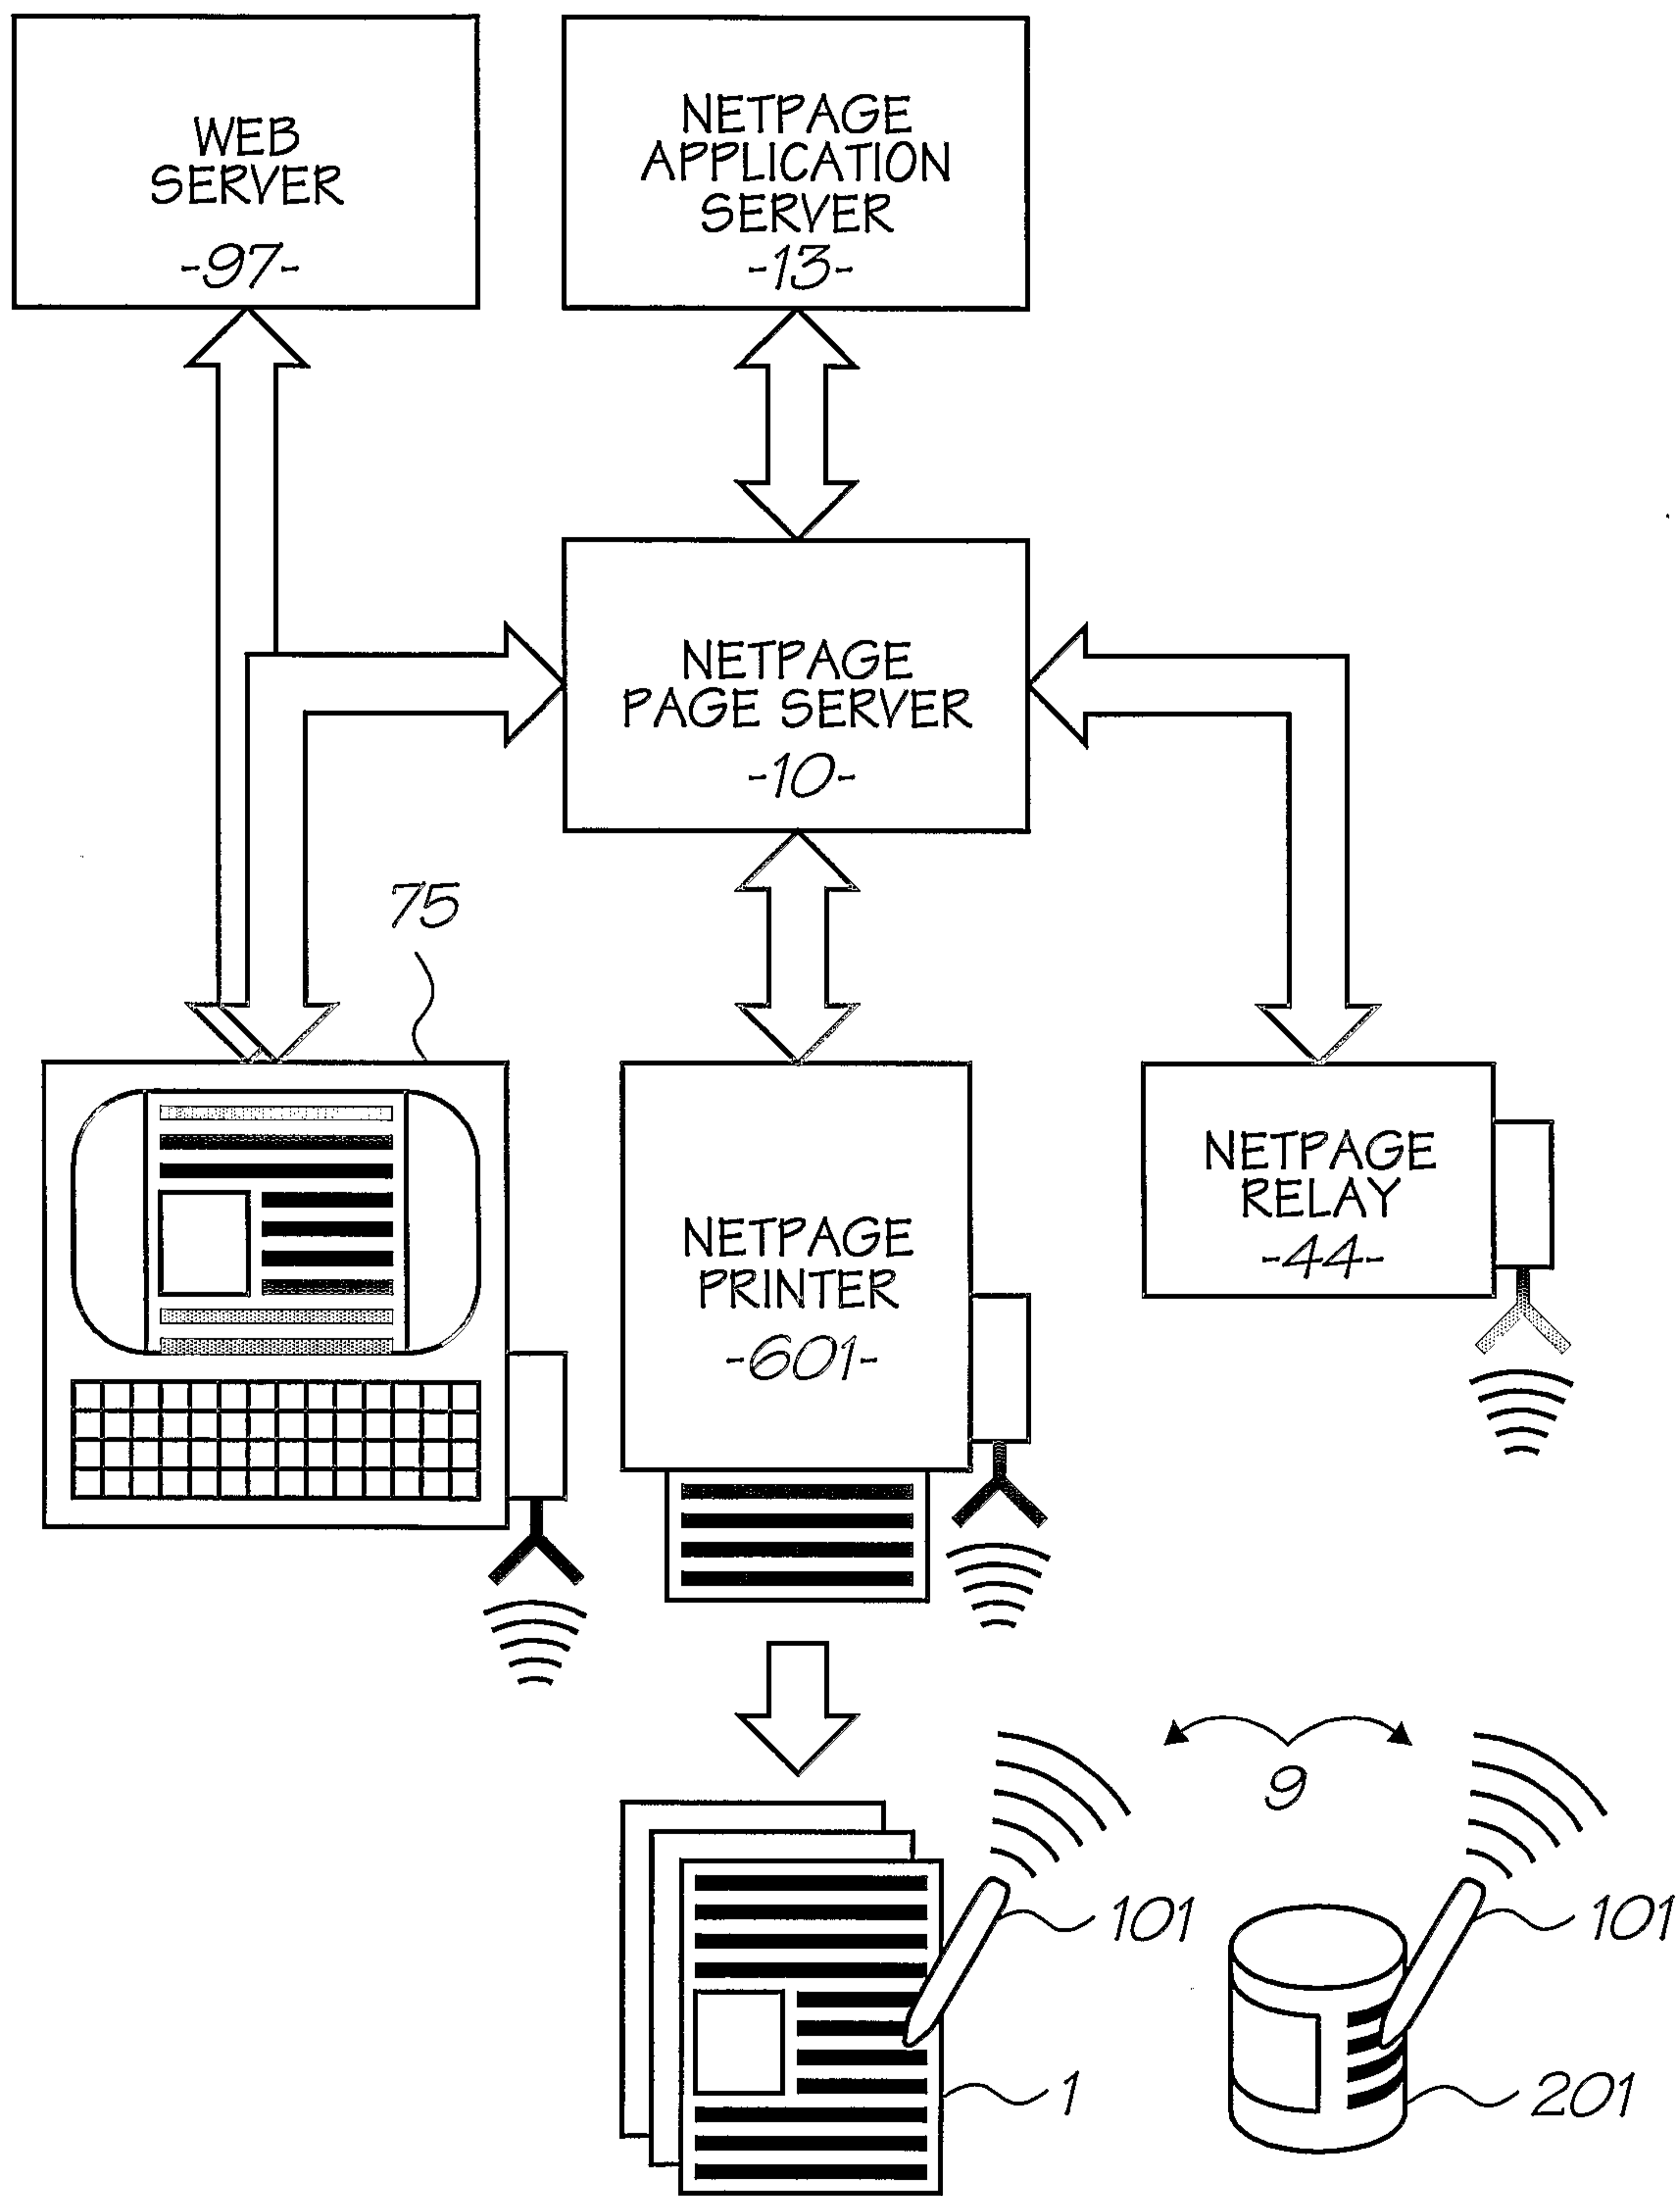 WEB
SERVER
-97-
NETPAGE
APPLICATION
SERVER
-13-
NETPAGE
PAGE SERVER
-10-
75
NETPAGE
PRINTER
-601-
NETPAGE
RELAY
-44-
9
101
101
1
201